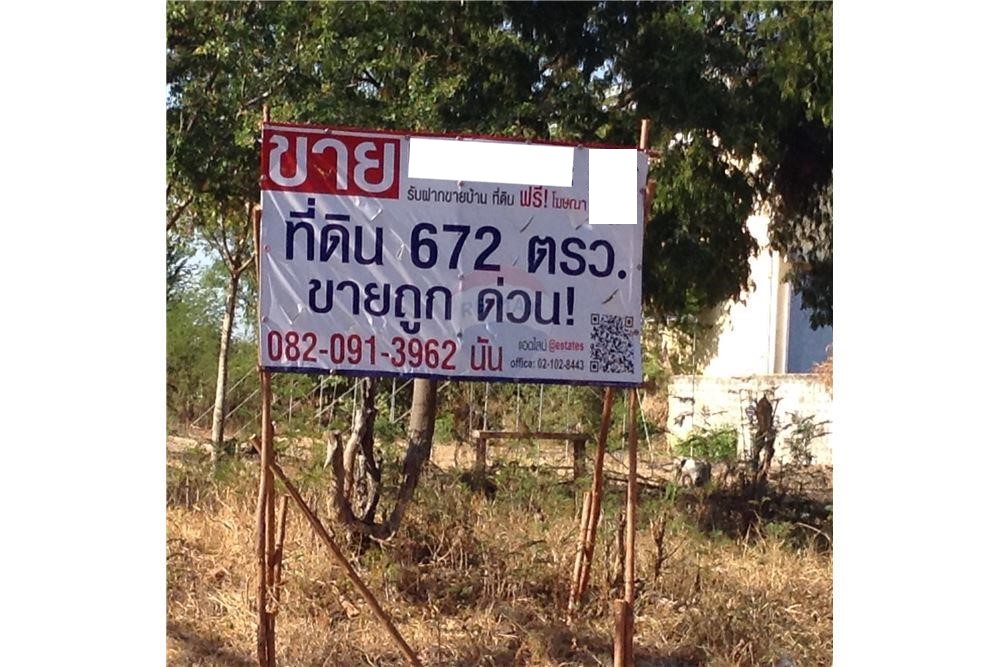 ขาย
รับฝากขายบ้าน ที่ดิน ฟรี! โฆษณา
ที่ดิน 672 ตรว.
ขายถูก ด่วน!
082-091-3962 นัน
แอดไลน์ @estates
office: 02-102-8443